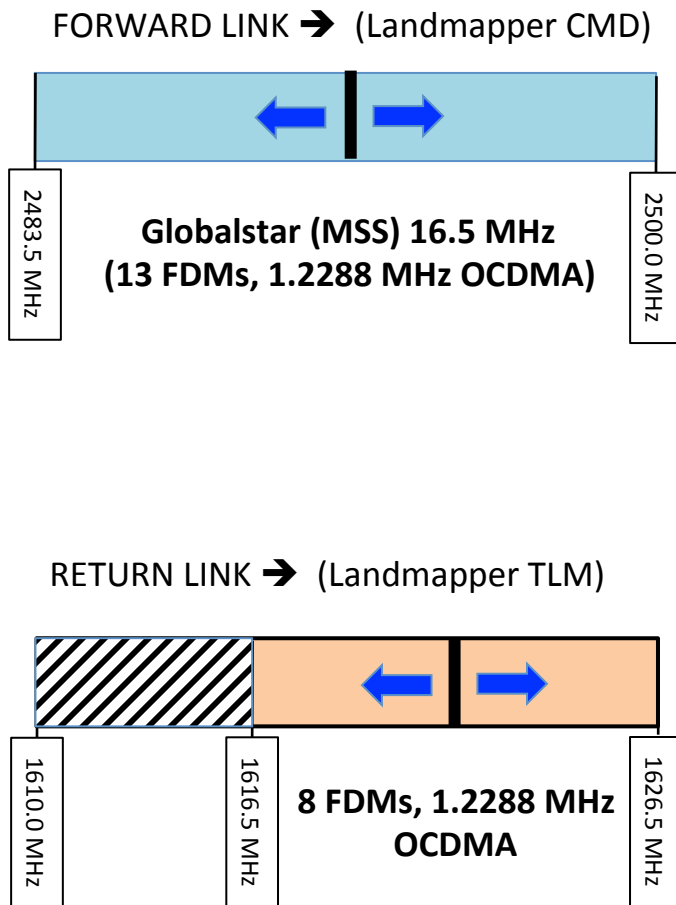 FORWARD LINK ➔ (Landmapper CMD)
2483.5 MHz
2500.0 MHz
Globalstar (MSS) 16.5 MHz
(13 FDMs, 1.2288 MHz OCDMA)
RETURN LINK ➔ (Landmapper TLM)
1610.0 MHz
1616.5 MHz
1626.5 MHz
8 FDMs, 1.2288 MHz
OCDMA